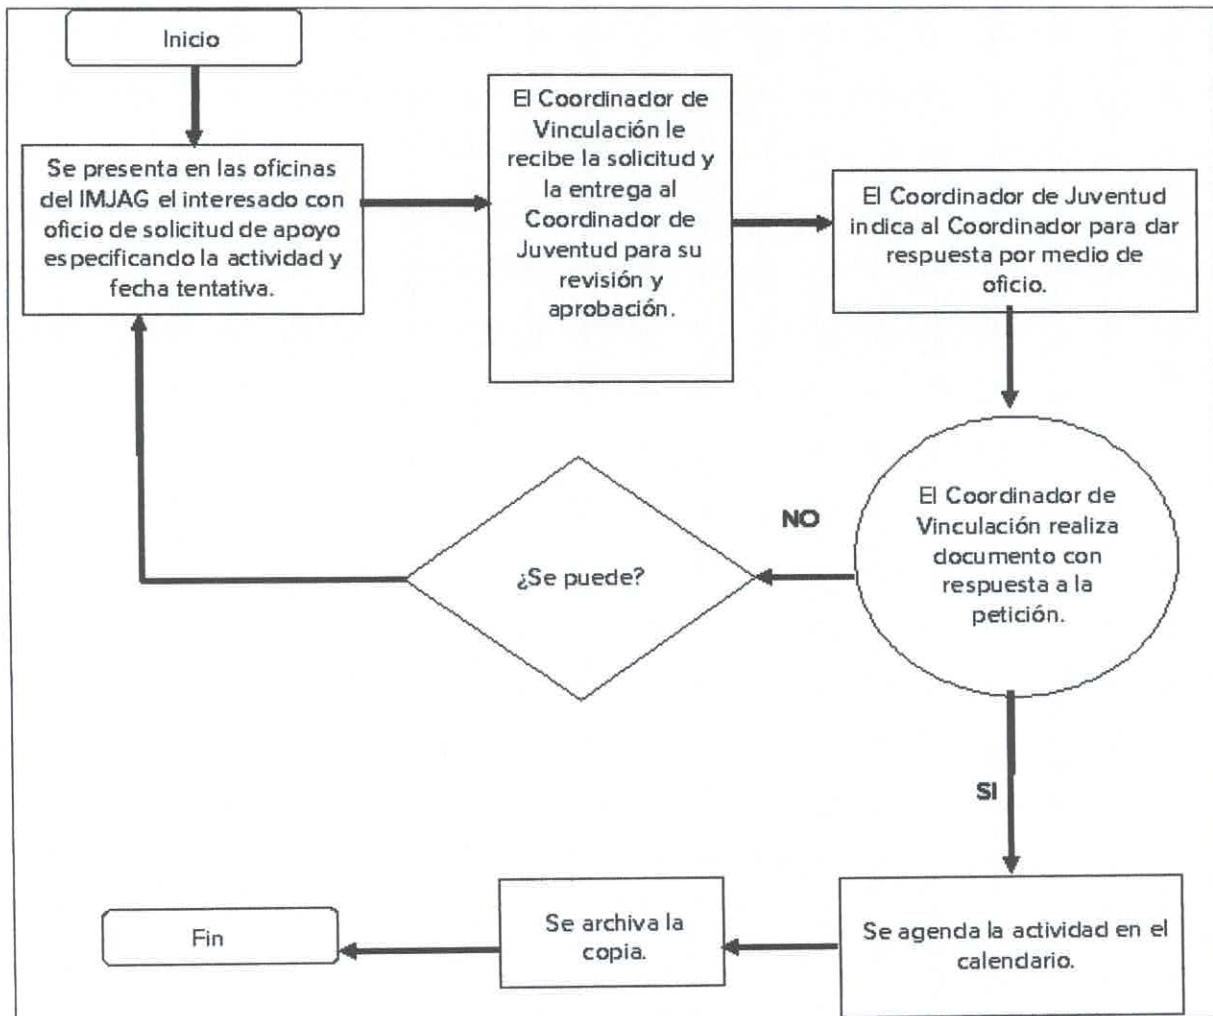 Inicio
Se presenta en las oficinas
del IMJAG el interesado con
oficio de solicitud de apoyo
especificando la actividad y
fecha tentativa.
El Coordinador de
Vinculación le
recibe la solicitud y
la entrega al
Coordinador de
Juventud para su
revisión y
aprobación.
El Coordinador de Juventud
indica al Coordinador para dar
respuesta por medio de
oficio.
El Coordinador de
Vinculación realiza
documento con
respuesta a la
petición.
NO
¿Se puede?
SI
Se agenda la actividad en el
calendario.
Se archiva la
copia.
Fin